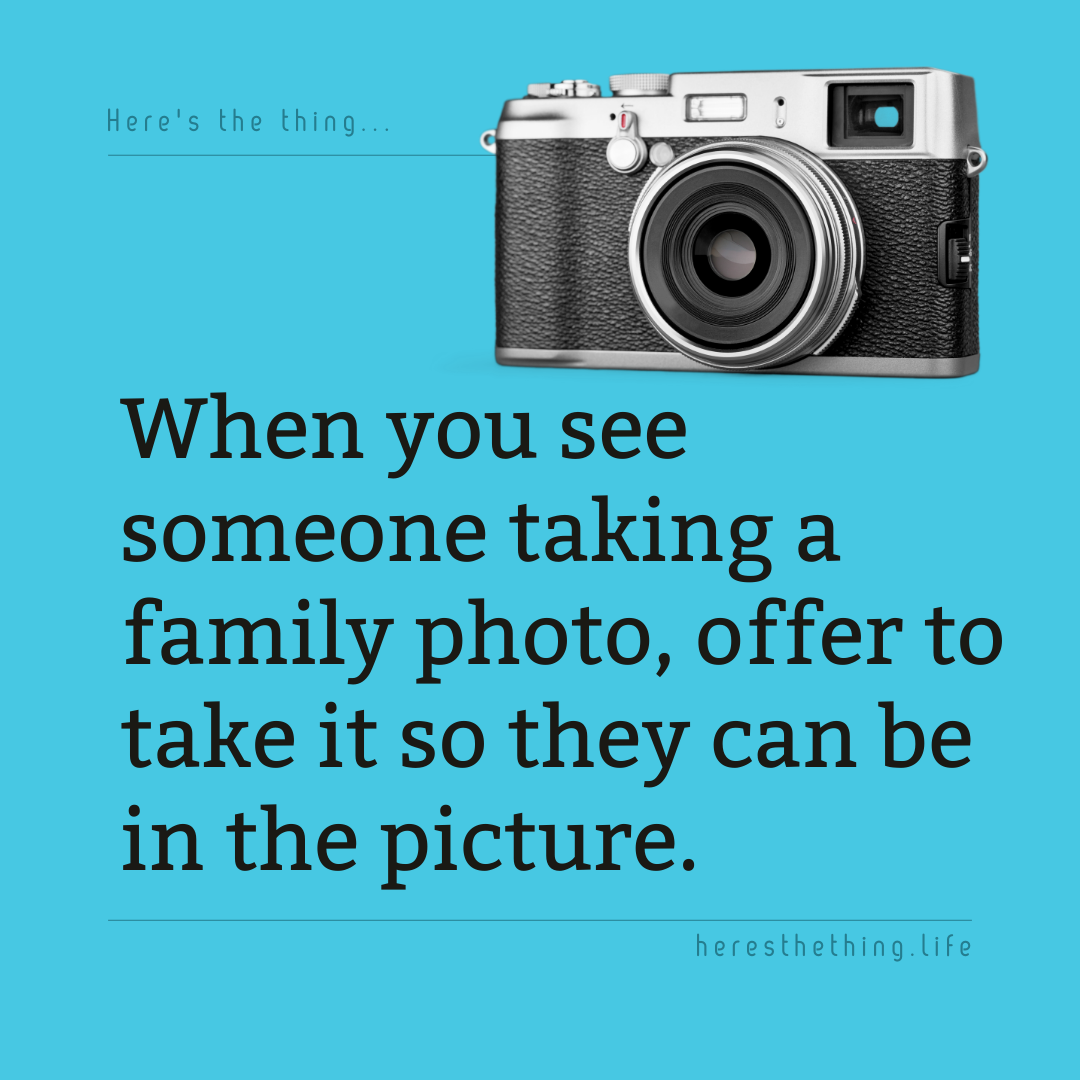 Here's the thing...
When you see
someone taking a
family photo, offer to
take it so they can be
in the picture.
heresthething.life